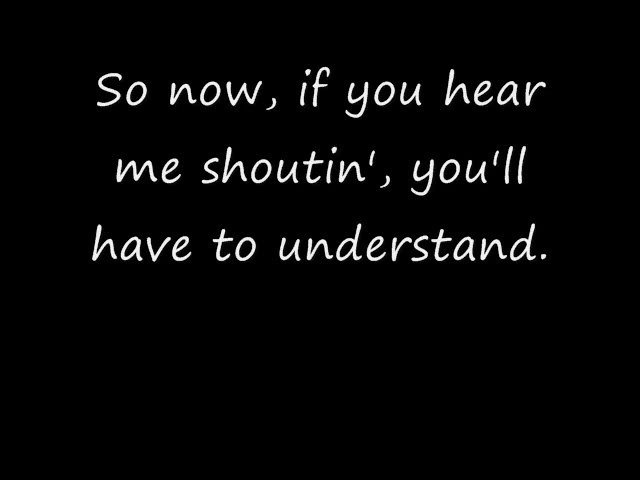 So now, if you hear
me shoutin', you'll
have to understand.